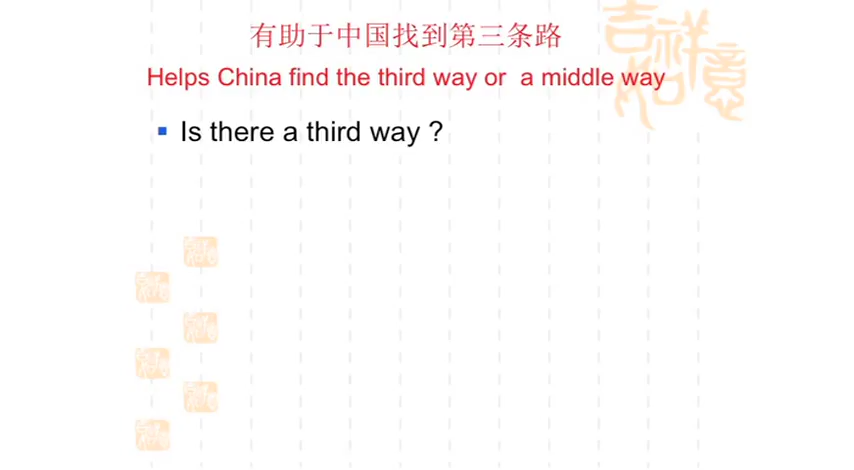 有助于中国找到第三条路
Helps China find the third way or a middle way
Is there a third way ?